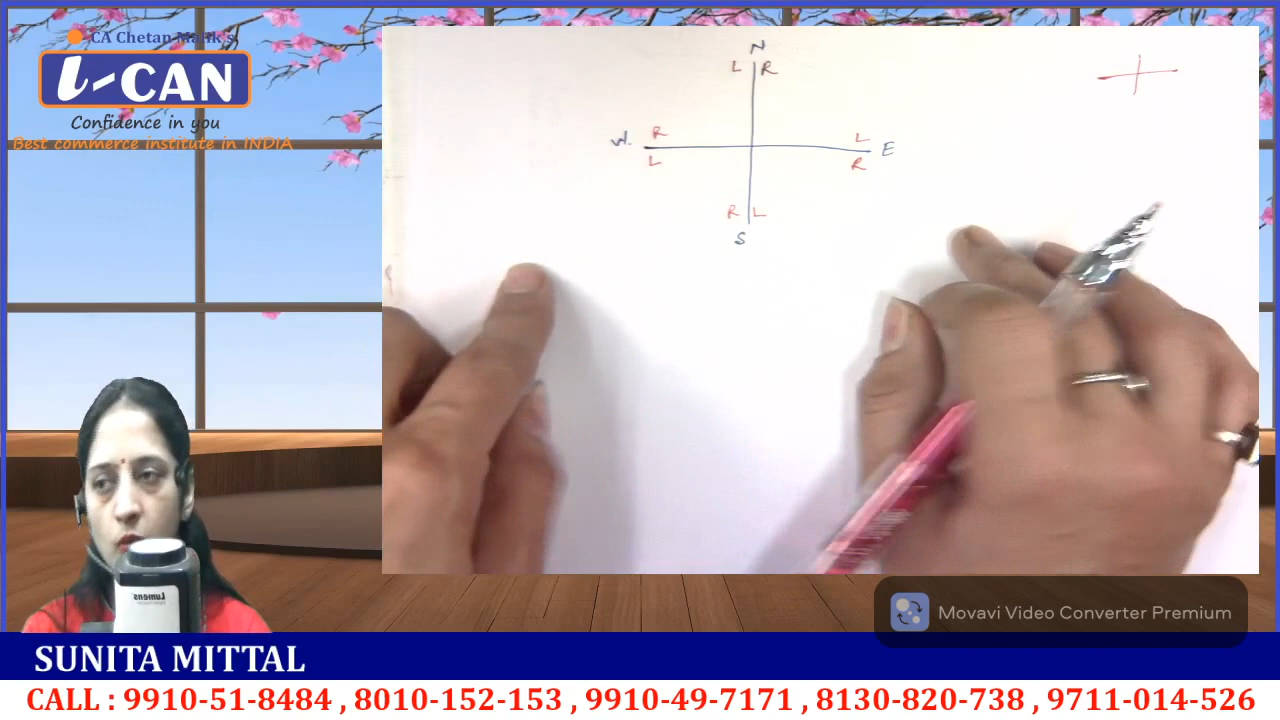 CA Chetan Malik's
i-CAN
Confidence in you
Best commerce institute in INDIA
N
L R
W. R L E
L R
R L
S
Lumens
Movavi Video Converter Premium
SUNITA MITTAL
CALL : 9910-51-8484 , 8010-152-153 , 9910-49-7171 , 8130-820-738 , 9711-014-526